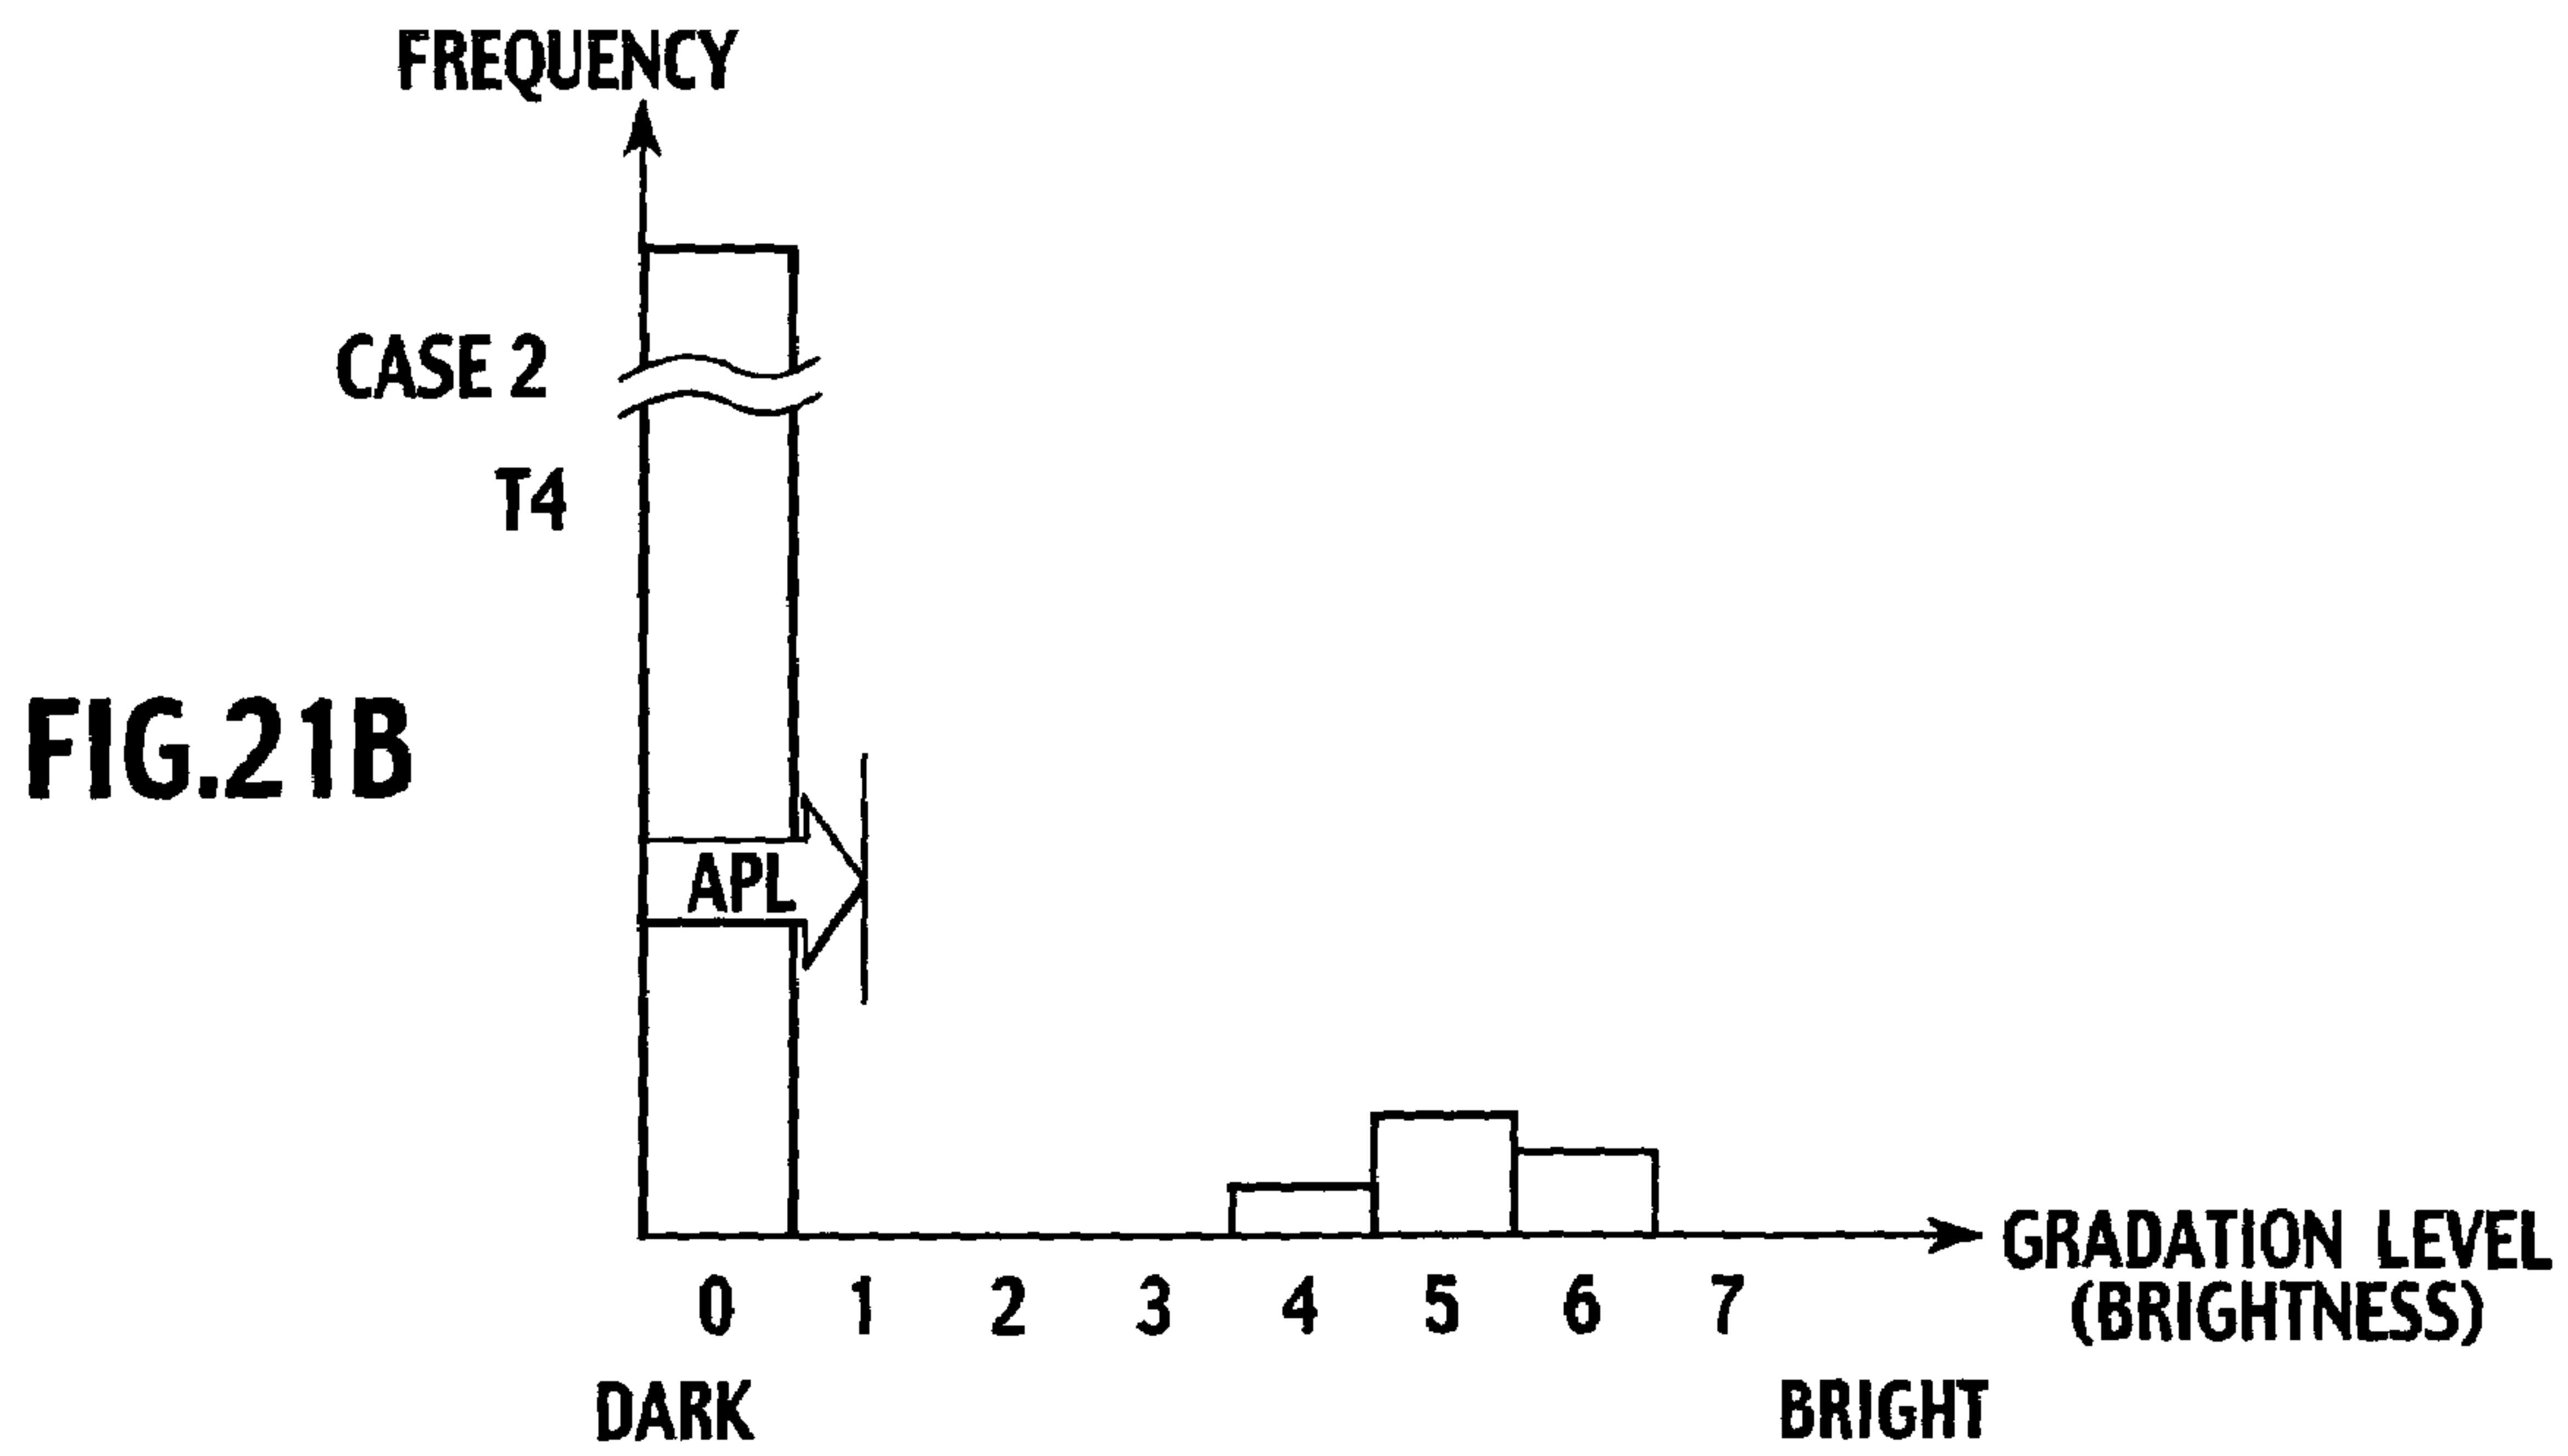 FREQUENCY
CASE 2
T4
FIG.21B
APL
0 1 2 3 4 5 6 7
GRADATION LEVEL
(BRIGHTNESS)
DARK
BRIGHT